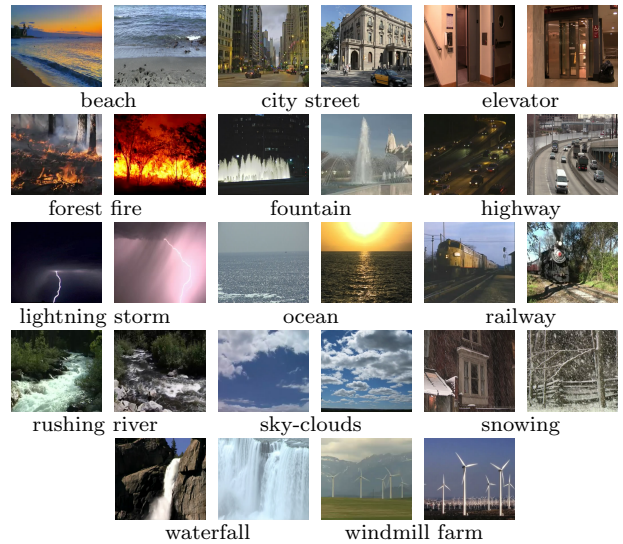 beach
city street
elevator
forest fire
fountain
highway
lightning storm
ocean
railway
rushing river
sky-clouds
snowing
waterfall
windmill farm